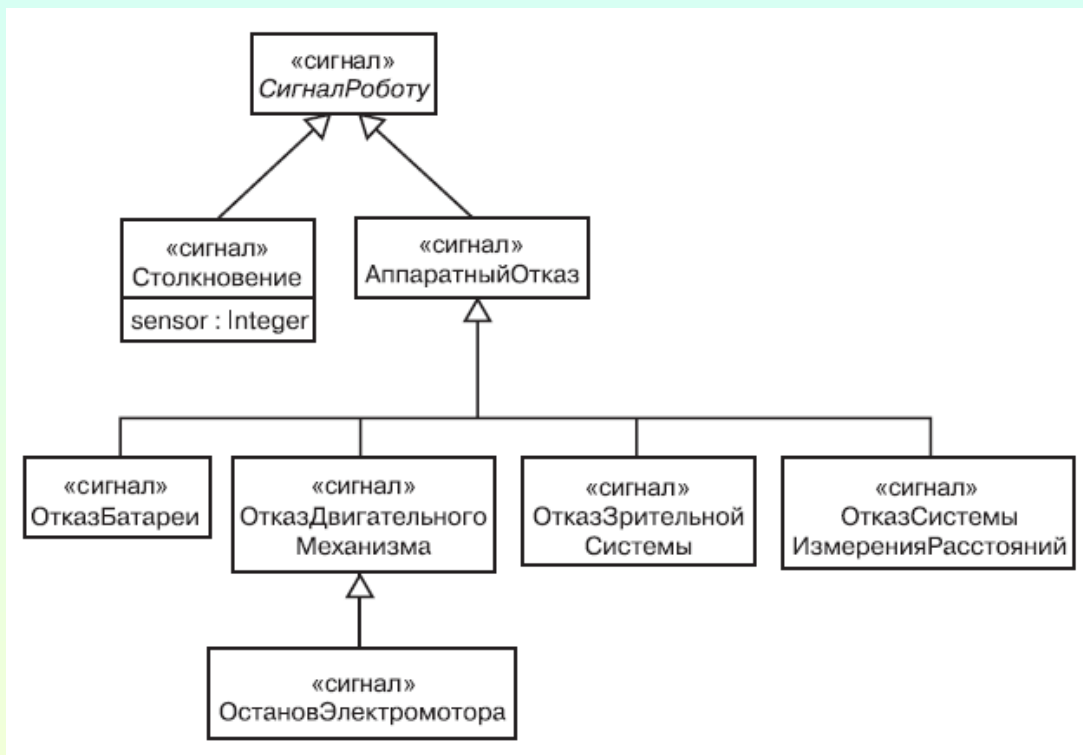 «сигнал»
СигналРоботу
«сигнал»
Столкновение
sensor : Integer
«сигнал»
АппаратныйОтказ
«сигнал»
ОтказБатареи
«сигнал»
ОтказДвигательного
Механизма
«сигнал»
ОтказЗрительной
Системы
«сигнал»
ОтказСистемы
ИзмеренияРасстояний
«сигнал»
ОстановЭлектромотора